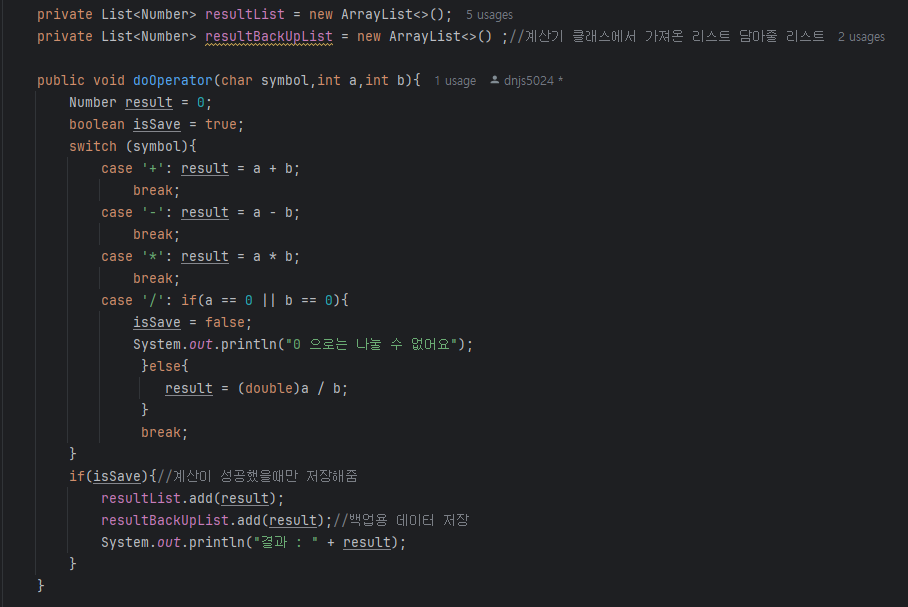 private List<Number> resultList = new ArrayList<>();  5 usages
private List<Number> resultBackUpList = new ArrayList<>() ;//계산기 클래스에서 가져온 리스트 담아줄 리스트  2 usages
public void doOperator(char symbol,int a,int b){  1 usage  dnjs5024 *
Number result = 0;
boolean isSave = true;
switch (symbol){
case '+': result = a + b;
break;
case '-': result = a - b;
break;
case '*': result = a * b;
break;
case '/': if(a == 0 || b == 0){
isSave = false;
System.out.println("0 으로는 나눌 수 없어요");
}else{
result = (double)a / b;
}
break;
}
if(isSave){//계산이 성공했을때만 저장해줌
resultList.add(result);
resultBackUpList.add(result);//백업용 데이터 저장
System.out.println("결과 : " + result);
}
}